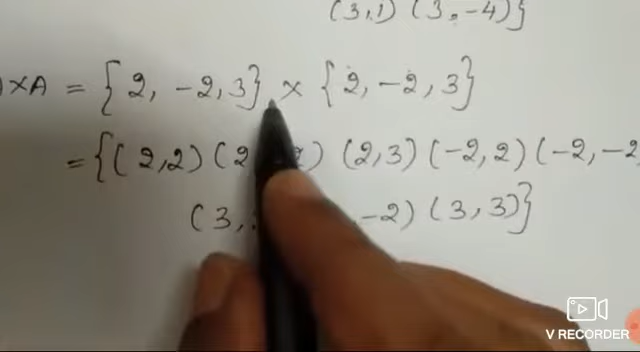 (3,1) (3,-4)}
×A = {2, -2, 3} × {2, -2, 3}
= {(2,2) (2 ) (2,3) (-2,2) (-2,-2
(3, -2) (3,3)}
V RECORDER